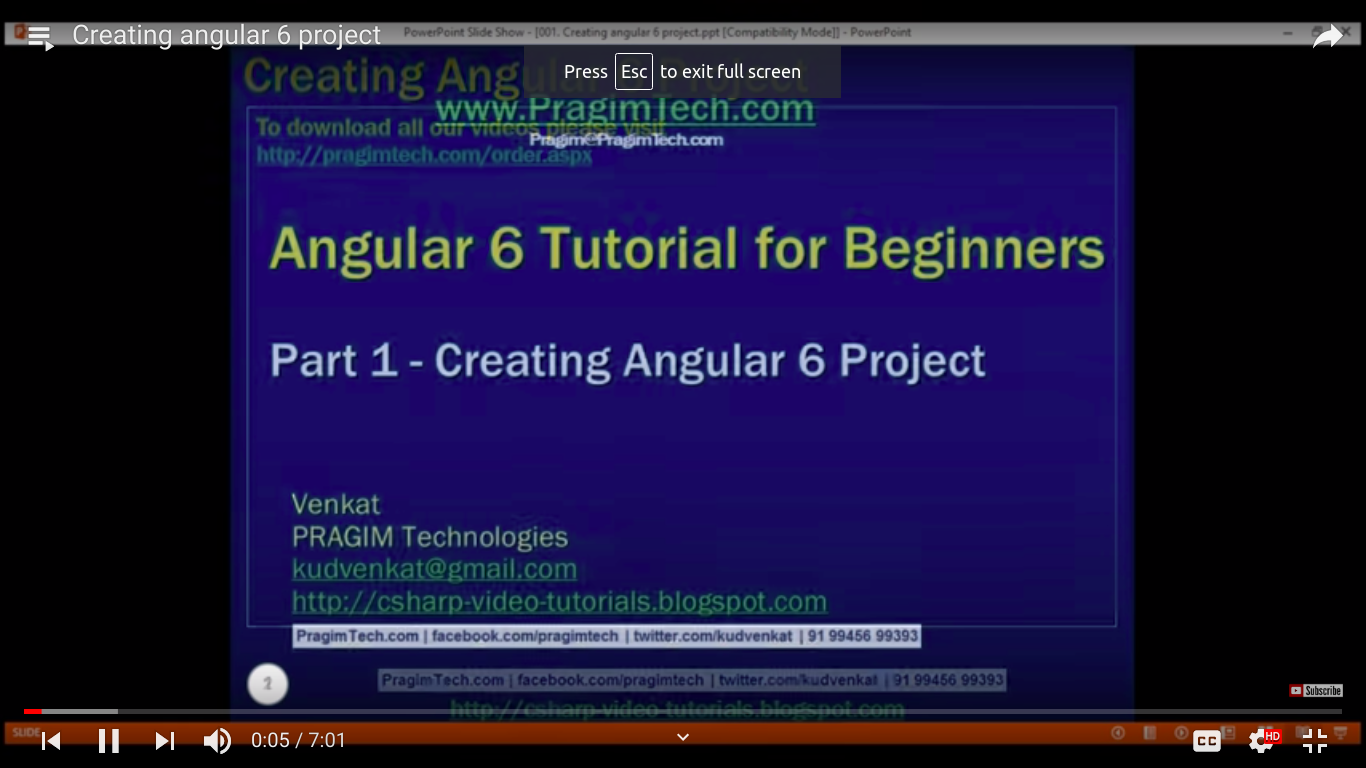 Creating angular 6 project
PowerPoint Slide Show - [001. Creating angular 6 project.ppt [Compatibility Mode]] - PowerPoint
Press Esc to exit full screen
Creating Angular 6 Project
www.PragimTech.com
To download all our videos please visit
Pragim@PragimTech.com
http://pragimtech.com/order.aspx
Angular 6 Tutorial for Beginners
Part 1 - Creating Angular 6 Project
Venkat
PRAGIM Technologies
kudvenkat@gmail.com
http://csharp-video-tutorials.blogspot.com
PragimTech.com | facebook.com/pragimtech | twitter.com/kudvenkat | 91 99456 99393
2
PragimTech.com | facebook.com/pragimtech | twitter.com/kudvenkat | 91 99456 99393
Subscribe
http://csharp-video-tutorials.blogspot.com
SLIDE
0:05 / 7:01
CC
HD